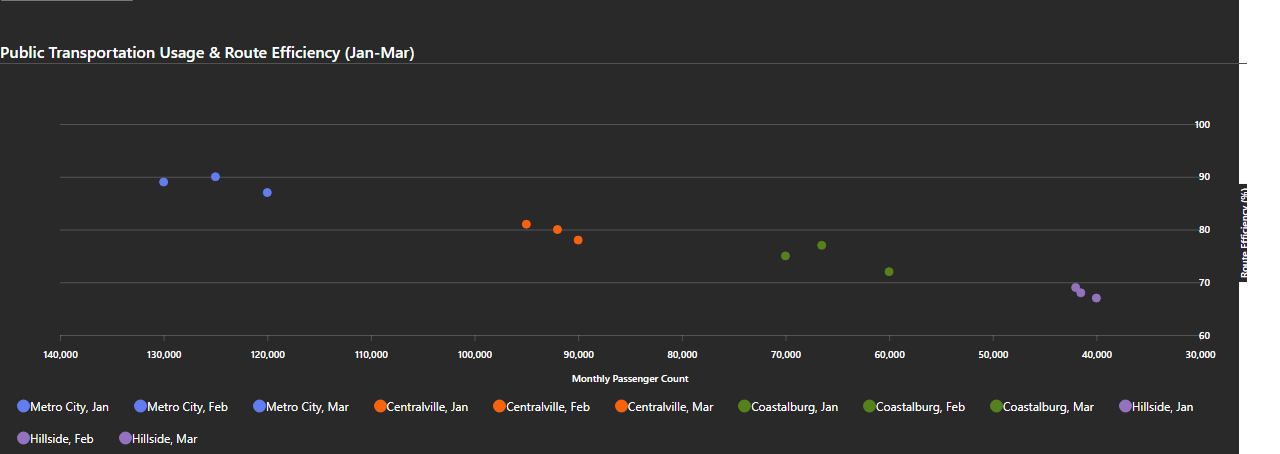 Public Transportation Usage & Route Efficiency (Jan-Mar)
100
90
80
70
60
Route Efficiency (%)
140,000 130,000 120,000 110,000 100,000 90,000 80,000 70,000 60,000 50,000 40,000 30,000
Monthly Passenger Count
Metro City, Jan Metro City, Feb Metro City, Mar Centralville, Jan Centralville, Feb Centralville, Mar Coastalburg, Jan Coastalburg, Feb Coastalburg, Mar Hillside, Jan
Hillside, Feb Hillside, Mar